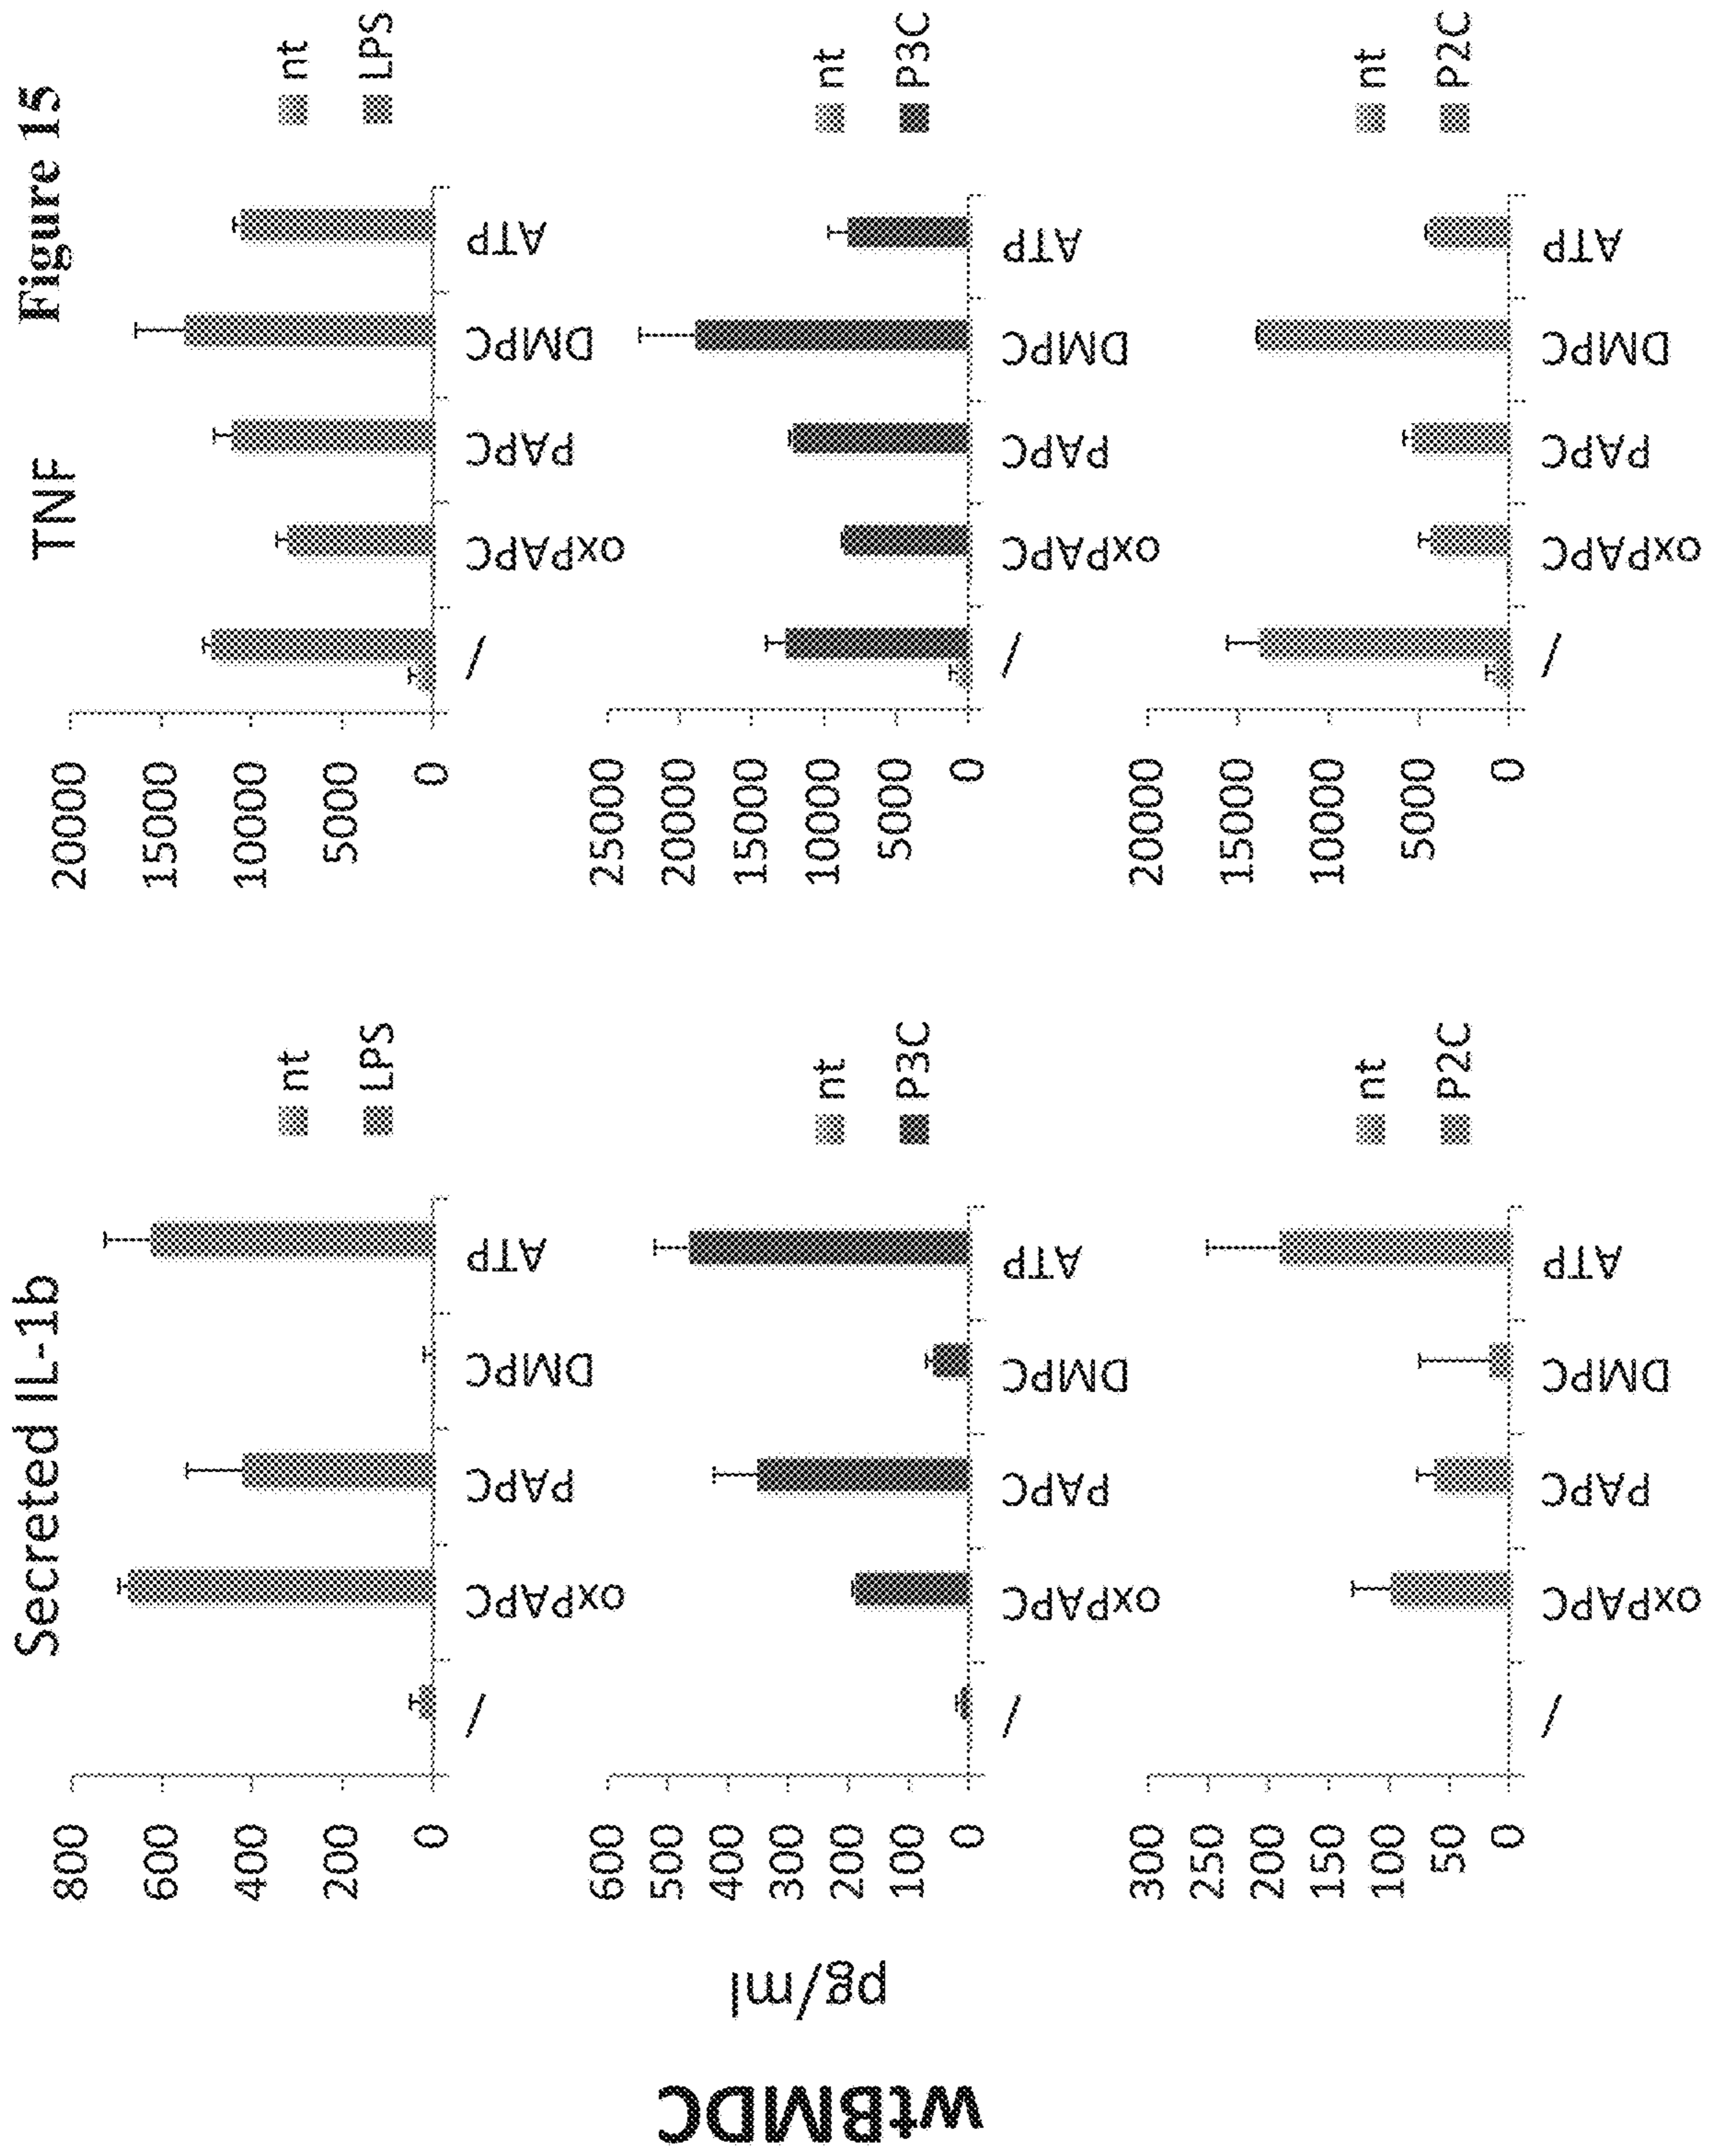 Figure 15
Secreted IL-1b
TNF
wtBMDC
pg/ml
800
600
400
200
0
/
oxPAPC
PAPC
DMPC
ATP
nt
LPS
20000
15000
10000
5000
0
/
oxPAPC
PAPC
DMPC
ATP
nt
LPS
600
500
400
300
200
100
0
/
oxPAPC
PAPC
DMPC
ATP
nt
P3C
25000
20000
15000
10000
5000
0
/
oxPAPC
PAPC
DMPC
ATP
nt
P3C
300
250
200
150
100
50
0
/
oxPAPC
PAPC
DMPC
ATP
nt
P2C
20000
15000
10000
5000
0
/
oxPAPC
PAPC
DMPC
ATP
nt
P2C